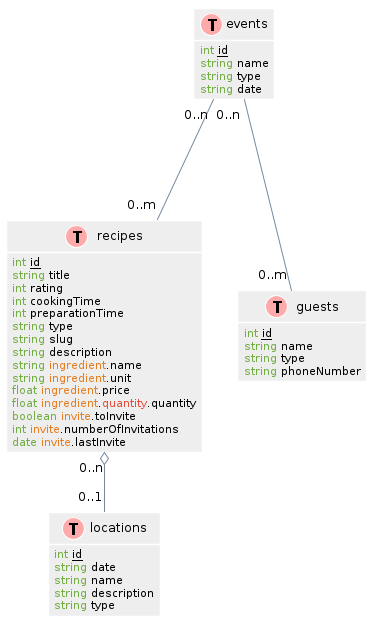 T events
int id
string name
string type
string date
0..n 0..n
0..m
T recipes
int id
string title
int rating
int cookingTime
int preparationTime
string type
string slug
string description
string ingredient.name
string ingredient.unit
float ingredient.price
float ingredient.quantity.quantity
boolean invite.toInvite
int invite.numberOfInvitations
date invite.lastInvite
0..m
T guests
int id
string name
string type
string phoneNumber
0..n
0..1
T locations
int id
string date
string name
string description
string type